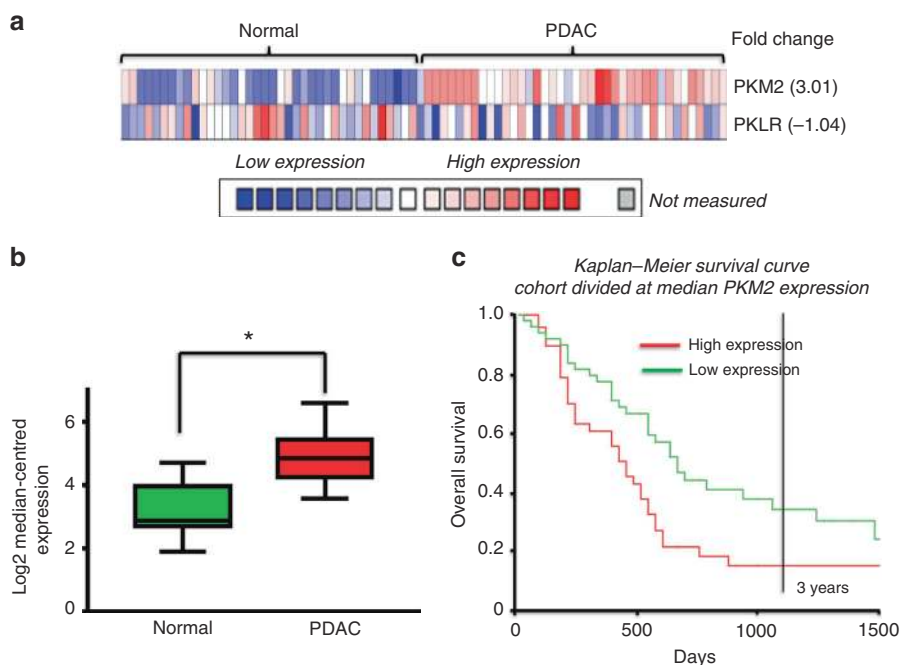 a
Normal
PDAC
Fold change
PKM2 (3.01)
PKLR (–1.04)
Low expression
High expression
Not measured
b
*
Log2 median-centred
expression
6
4
2
0
Normal
PDAC
c
Kaplan–Meier survival curve
cohort divided at median PKM2 expression
High expression
Low expression
Overall survival
1.0
0.8
0.6
0.4
0.2
3 years
0
500
1000
1500
Days